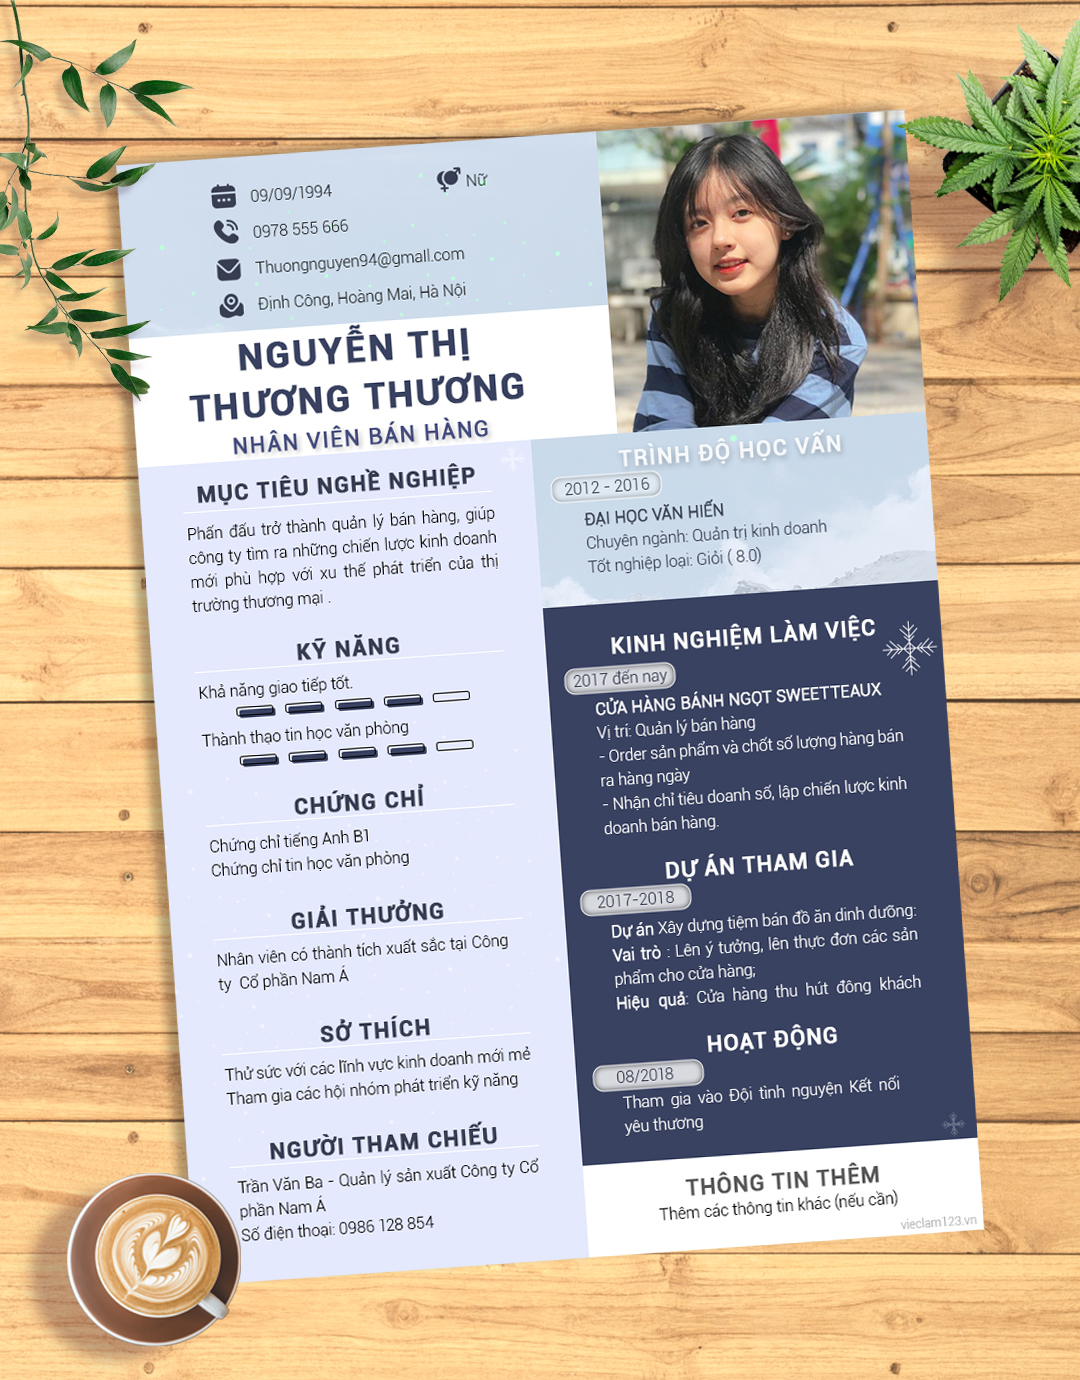 09/09/1994
Nữ
0978 555 666
Thuongnguyen94@gmall.com
Định Công, Hoàng Mai, Hà Nội
NGUYỄN THỊ
THƯƠNG THƯƠNG
NHÂN VIÊN BÁN HÀNG
MỤC TIÊU NGHỀ NGHIỆP
Phấn đấu trở thành quản lý bán hàng, giúp
công ty tìm ra những chiến lược kinh doanh
mới phù hợp với xu thế phát triển của thị
trường thương mại .
KỸ NĂNG
Khả năng giao tiếp tốt.
Thành thạo tin học văn phòng
CHỨNG CHỈ
Chứng chỉ tiếng Anh B1
Chứng chỉ tin học văn phòng
GIẢI THƯỞNG
Nhân viên có thành tích xuất sắc tại Công
ty Cổ phần Nam Á
SỞ THÍCH
Thử sức với các lĩnh vực kinh doanh mới mẻ
Tham gia các hội nhóm phát triển kỹ năng
NGƯỜI THAM CHIẾU
Trần Văn Ba - Quản lý sản xuất Công ty Cổ
phần Nam Á
Số điện thoại: 0986 128 854
TRÌNH ĐỘ HỌC VẤN
2012 - 2016
ĐẠI HỌC VĂN HIẾN
Chuyên ngành: Quản trị kinh doanh
Tốt nghiệp loại: Giỏi ( 8.0)
KINH NGHIỆM LÀM VIỆC
2017 đến nay
CỬA HÀNG BÁNH NGỌT SWEETTEAUX
Vị trí: Quản lý bán hàng
- Order sản phẩm và chốt số lượng hàng bán
ra hàng ngày
- Nhận chỉ tiêu doanh số, lập chiến lược kinh
doanh bán hàng.
DỰ ÁN THAM GIA
2017-2018
Dự án Xây dựng tiệm bán đồ ăn dinh dưỡng:
Vai trò : Lên ý tưởng, lên thực đơn các sản
phẩm cho cửa hàng;
Hiệu quả: Cửa hàng thu hút đông khách
HOẠT ĐỘNG
08/2018
Tham gia vào Đội tình nguyện Kết nối
yêu thương
THÔNG TIN THÊM
Thêm các thông tin khác (nếu cần)
vieclam123.vn